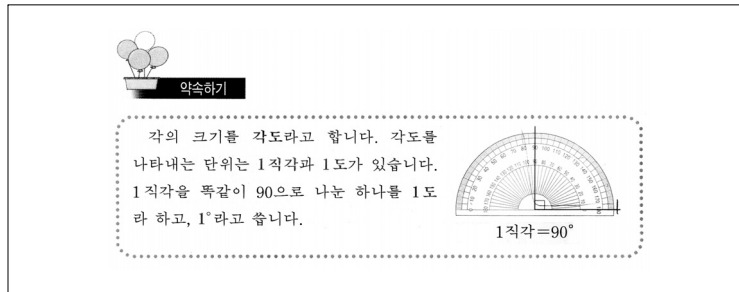 약속하기
각의 크기를 각도라고 합니다. 각도를
나타내는 단위는 1직각과 1도가 있습니다.
1직각을 똑같이 90으로 나눈 하나를 1도
라 하고, 1°라고 씁니다.
1직각=90°